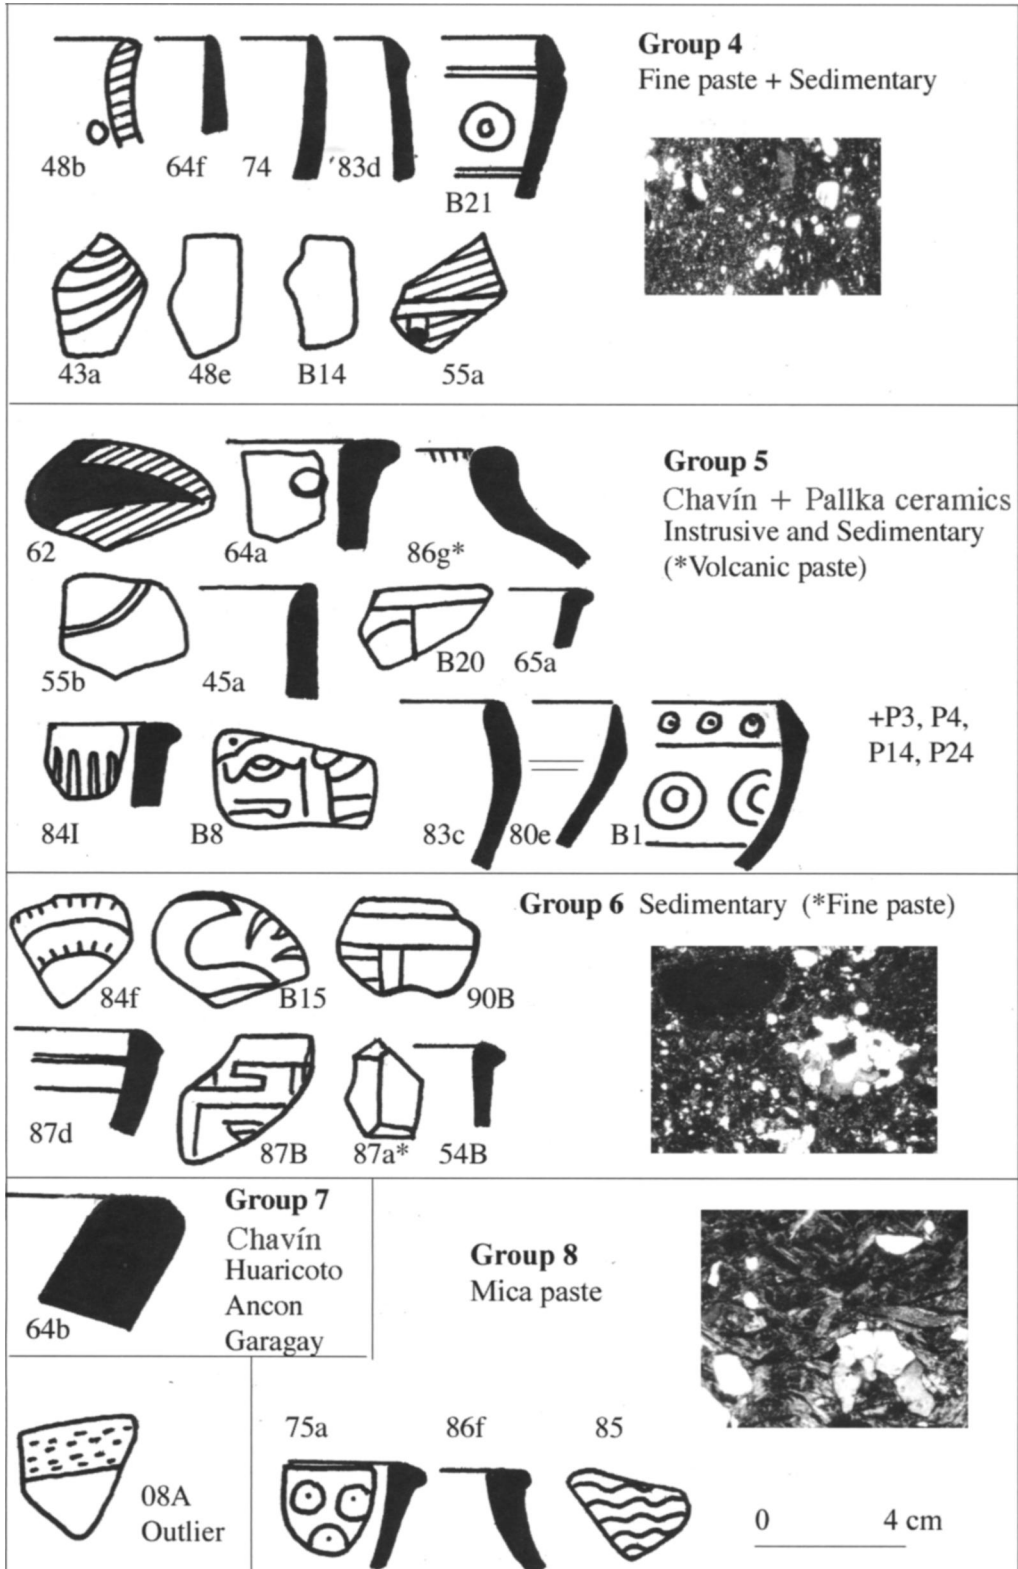 Group 4
Fine paste + Sedimentary
48b
64f
74
'83d
B21
43a
48e
B14
55a
Group 5
Chavín + Pallka ceramics
Instrusive and Sedimentary
(*Volcanic paste)
62
64a
86g*
55b
45a
B20
65a
+P3, P4,
P14, P24
84I
B8
83c
80e
B1
Group 6 Sedimentary (*Fine paste)
84f
B15
90B
87d
87B
87a*
54B
Group 7
Chavín
Huaricoto
Ancon
Garagay
64b
Group 8
Mica paste
08A
Outlier
75a
86f
85
0 4 cm